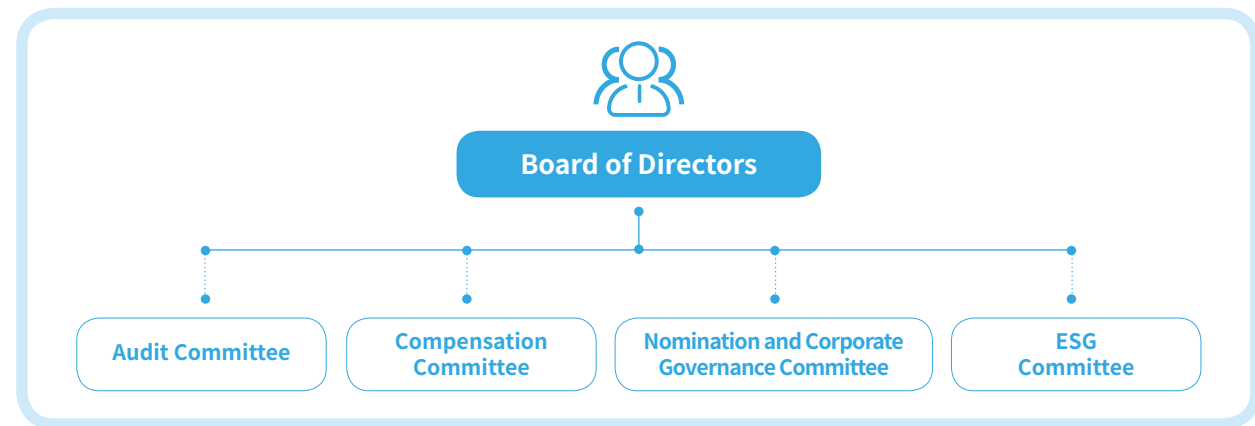 Board of Directors
Audit Committee
Compensation
Committee
Nomination and Corporate
Governance Committee
ESG
Committee